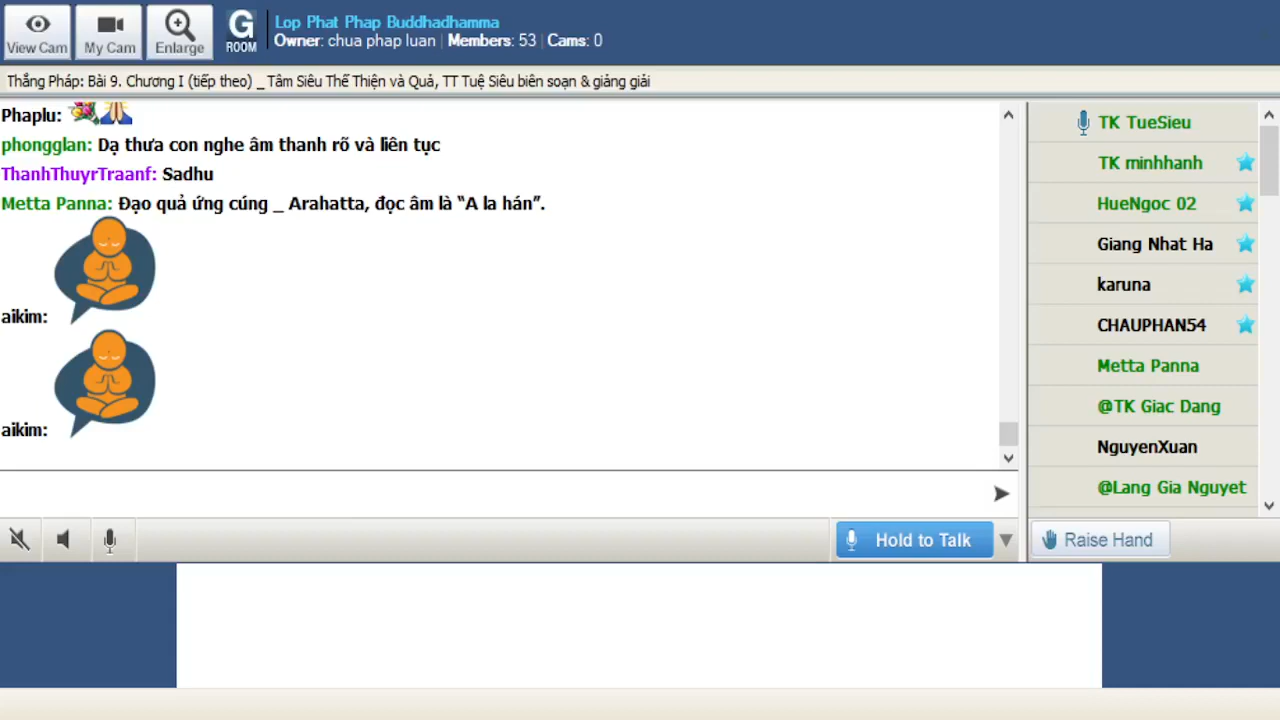 View Cam
My Cam
Enlarge
G
ROOM
Lop Phat Phap Buddhadhamma
Owner: chua phap luan | Members: 53 | Cams: 0
Thắng Pháp: Bài 9. Chương I (tiếp theo) _ Tâm Siêu Thế Thiện và Quả, TT Tuệ Siêu biên soạn & giảng giải
Phaplu:
phongglan: Dạ thưa con nghe âm thanh rõ và liên tục
ThanhThuyrTraanf: Sadhu
Metta Panna: Đạo quả ứng cúng _ Arahatta, đọc âm là “A la hán”.
aikim:
aikim:
Hold to Talk
TK TueSieu
TK minhhanh
HueNgoc 02
Giang Nhat Ha
karuna
CHAUPHAN54
Metta Panna
@TK Giac Dang
NguyenXuan
@Lang Gia Nguyet
Raise Hand